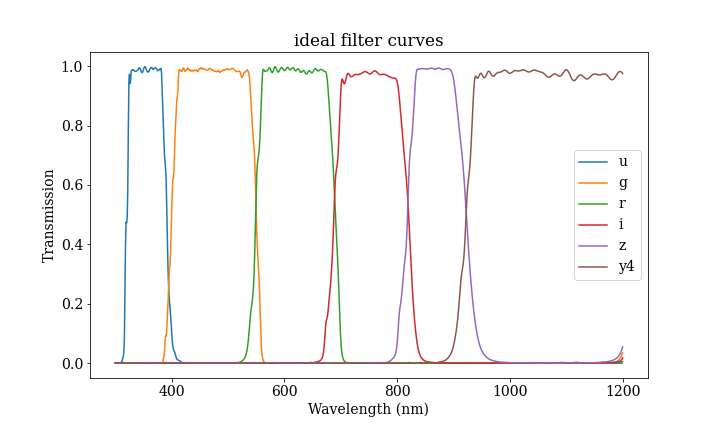 ideal filter curves
1.0
0.8
0.6
0.4
0.2
0.0
Transmission
400
600
800
1000
1200
Wavelength (nm)
u
g
r
i
z
y4